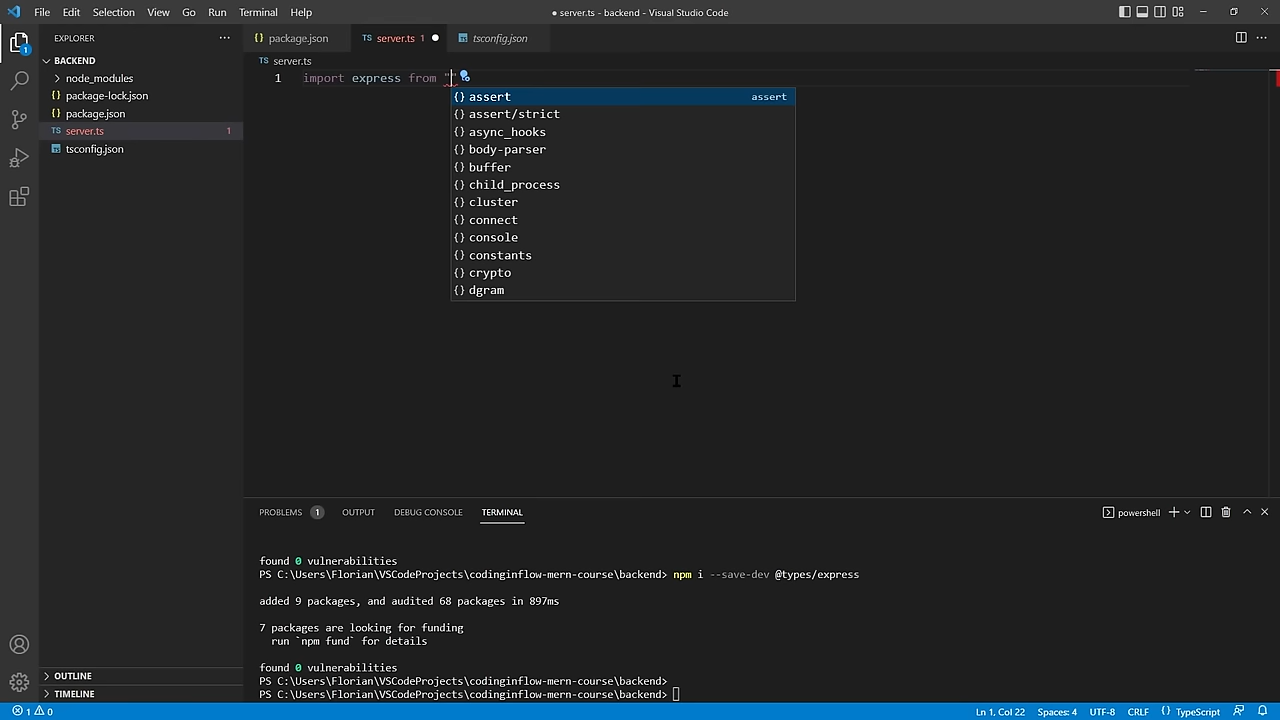 File Edit Selection View Go Run Terminal Help
● server.ts - backend - Visual Studio Code
EXPLORER
package.json
server.ts 1
tsconfig.json
BACKEND
node_modules
package-lock.json
package.json
server.ts 1
tsconfig.json
OUTLINE
TIMELINE
1
TS server.ts
1 import express from ""
{} assert assert
{} assert/strict
{} async_hooks
{} body-parser
{} buffer
{} child_process
{} cluster
{} connect
{} console
{} constants
{} crypto
{} dgram
PROBLEMS 1 OUTPUT DEBUG CONSOLE TERMINAL
powershell
found 0 vulnerabilities
PS C:\Users\Florian\VSCodeProjects\codinginflow-mern-course\backend> npm i --save-dev @types/express
added 9 packages, and audited 68 packages in 897ms
7 packages are looking for funding
run `npm fund` for details
found 0 vulnerabilities
PS C:\Users\Florian\VSCodeProjects\codinginflow-mern-course\backend>
PS C:\Users\Florian\VSCodeProjects\codinginflow-mern-course\backend>
1 0
Ln 1, Col 22 Spaces: 4 UTF-8 CRLF {} TypeScript